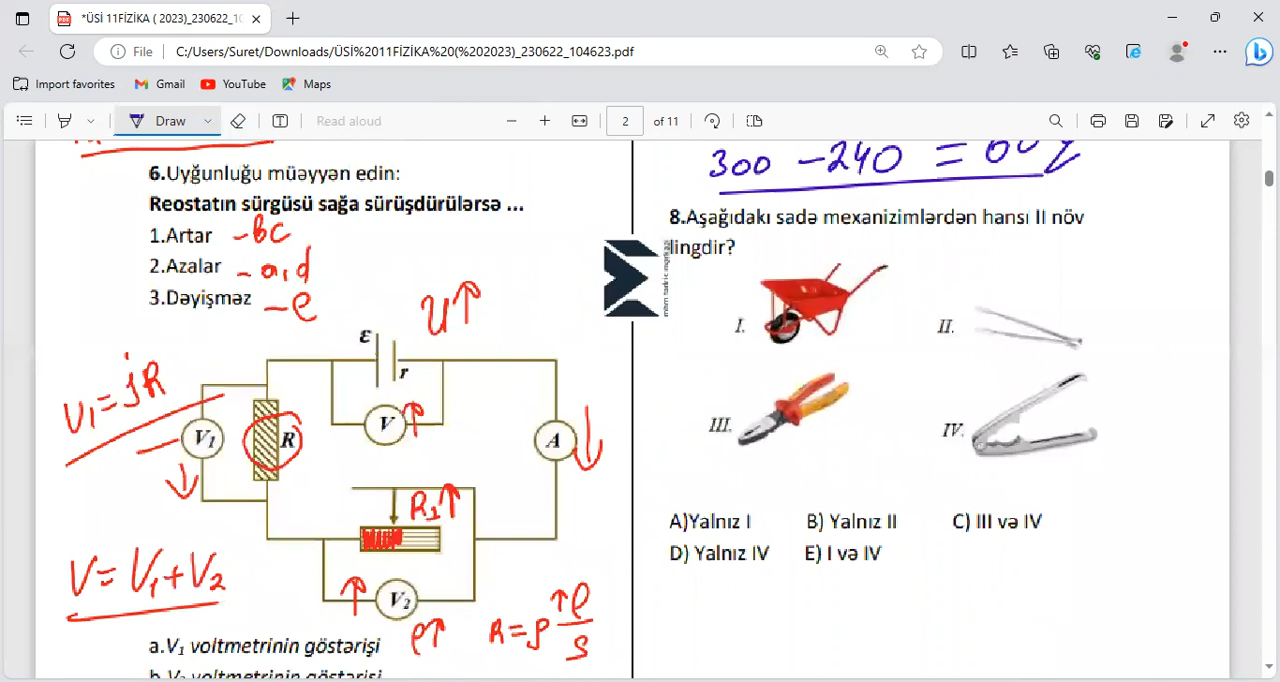 *ÜSİ 11FİZİKA ( 2023)_230622_10
File
C:/Users/Suret/Downloads/ÜSİ%2011FİZİKA%20(%202023)_230622_104623.pdf
Import favorites
Gmail
YouTube
Maps
Draw
Read aloud
2
of 11
6.Uyğunluğu müəyyən edin:
Reostatın sürgüsü sağa sürüşdürülərsə ...
1.Artar - bc
2.Azalar - a,d
3.Dəyişməz - e
U↑
ε
r
V₁=jR
V₁
R
V ↑
A
R₁↑
V=V₁+V₂
V₂
ℓ↑
R=ρ ℓ/S
a.V₁ voltmetrinin göstərişi
b.V₂ voltmetrinin göstərişi
300 - 240 = 60
8.Aşağıdakı sadə mexanizimlərdən hansı II növ
lingdir?
I.
II.
III.
IV.
A)Yalnız I B) Yalnız II C) III və IV
D) Yalnız IV E) I və IV